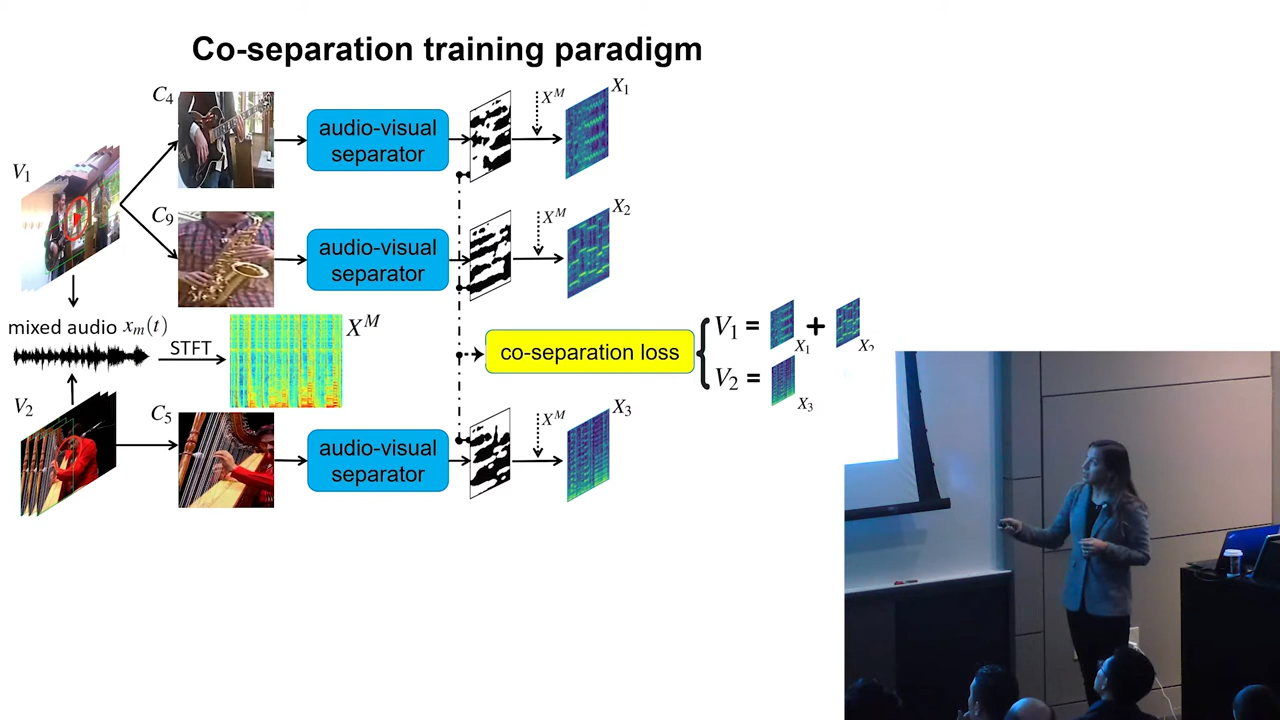 Co-separation training paradigm
V1
C4
audio-visual
separator
X^M
X1
C9
audio-visual
separator
X^M
X2
mixed audio x_m(t)
STFT
X^M
co-separation loss
V1 =
X1
+
X2
V2 =
X3
V2
C5
audio-visual
separator
X^M
X3